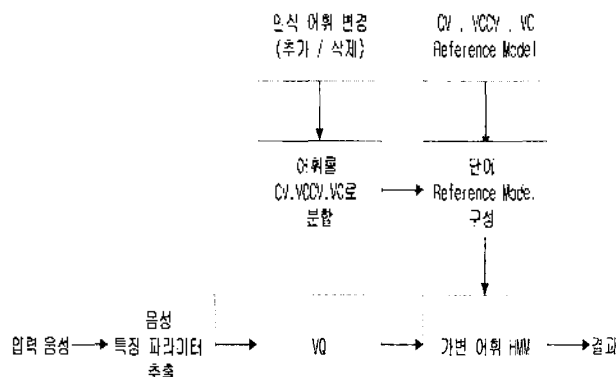 인식 어휘 변경
(추가 / 삭제)
CV , VCCV , VC
Reference Model
어휘를
CV.VCCV.VC로
분할
단어
Reference Mode.
구성
입력 음성
음성
특징 파라미터
추출
VQ
가변 어휘 HMM
결과